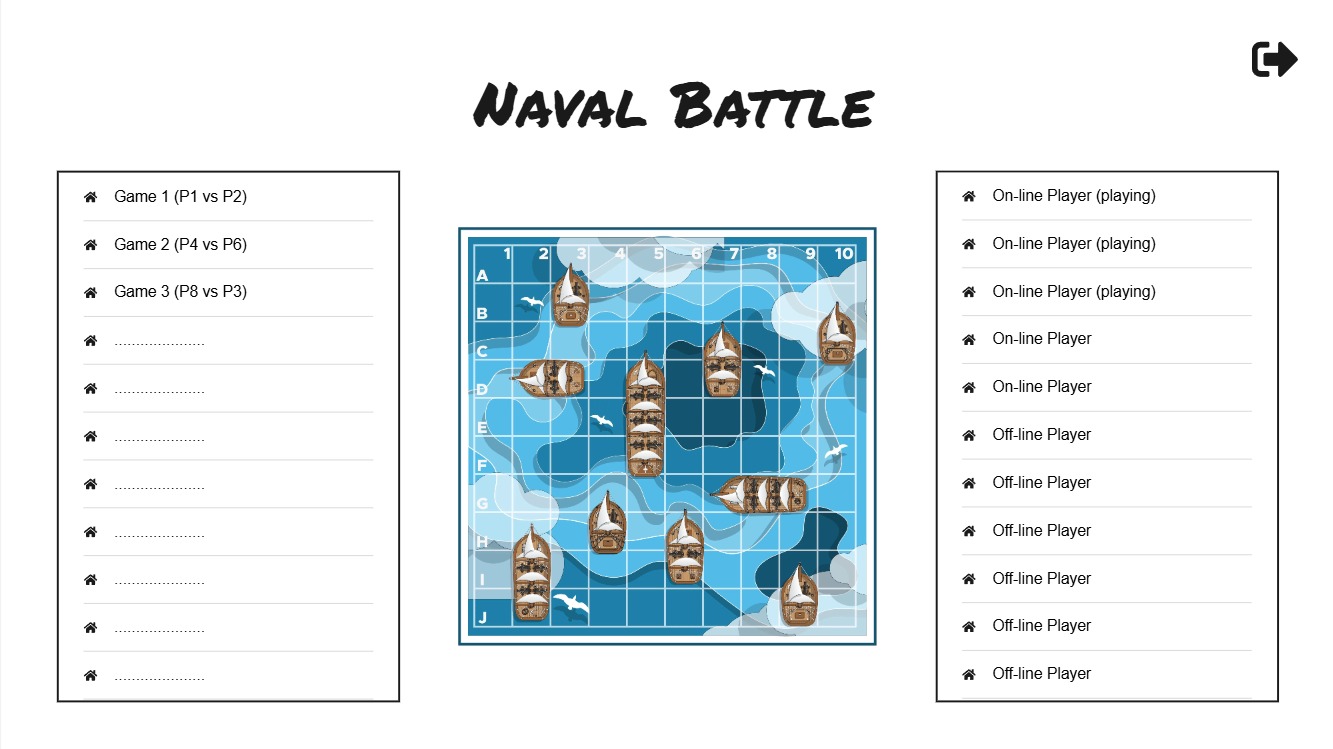 Naval Battle
Game 1 (P1 vs P2)
Game 2 (P4 vs P6)
Game 3 (P8 vs P3)
.....................
.....................
.....................
.....................
.....................
.....................
.....................
.....................
1 2 3 4 5 6 7 8 9 10
A
B
C
D
E
F
G
H
I
J
On-line Player (playing)
On-line Player (playing)
On-line Player (playing)
On-line Player
On-line Player
Off-line Player
Off-line Player
Off-line Player
Off-line Player
Off-line Player
Off-line Player